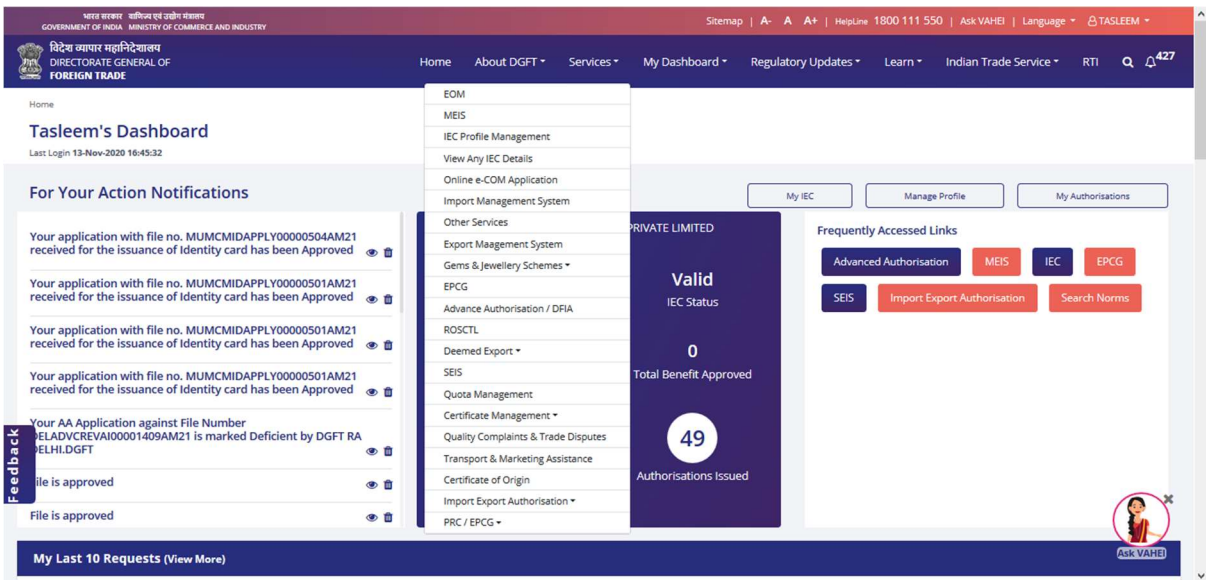 भारत सरकार वाणिज्य एवं उद्योग मंत्रालय
GOVERNMENT OF INDIA MINISTRY OF COMMERCE AND INDUSTRY
Sitemap | A- A A+ | HelpLine 1800 111 550 | Ask VAHEI | Language TASLEEM
विदेश व्यापार महानिदेशालय
DIRECTORATE GENERAL OF
FOREIGN TRADE
Home About DGFT Services My Dashboard Regulatory Updates Learn Indian Trade Service RTI 427
Home
Tasleem's Dashboard
Last Login 13-Nov-2020 16:45:32
EOM
MEIS
IEC Profile Management
View Any IEC Details
Online e-COM Application
Import Management System
Other Services
Export Maagement System
Gems & Jewellery Schemes
EPCG
Advance Authorisation / DFIA
ROSCTL
Deemed Export
SEIS
Quota Management
Certificate Management
Quality Complaints & Trade Disputes
Transport & Marketing Assistance
Certificate of Origin
Import Export Authorisation
PRC / EPCG
For Your Action Notifications
My IEC Manage Profile My Authorisations
Your application with file no. MUMCMIDAPPLY00000504AM21
received for the issuance of Identity card has been Approved
Your application with file no. MUMCMIDAPPLY00000501AM21
received for the issuance of Identity card has been Approved
Your application with file no. MUMCMIDAPPLY00000501AM21
received for the issuance of Identity card has been Approved
Your application with file no. MUMCMIDAPPLY00000501AM21
received for the issuance of Identity card has been Approved
Your AA Application against File Number
DELADVCREVAI00001409AM21 is marked Deficient by DGFT RA
DELHI.DGFT
File is approved
File is approved
PRIVATE LIMITED
Valid
IEC Status
0
Total Benefit Approved
49
Authorisations Issued
Frequently Accessed Links
Advanced Authorisation MEIS IEC EPCG
SEIS Import Export Authorisation Search Norms
Feedback
Ask VAHEI
My Last 10 Requests (View More)